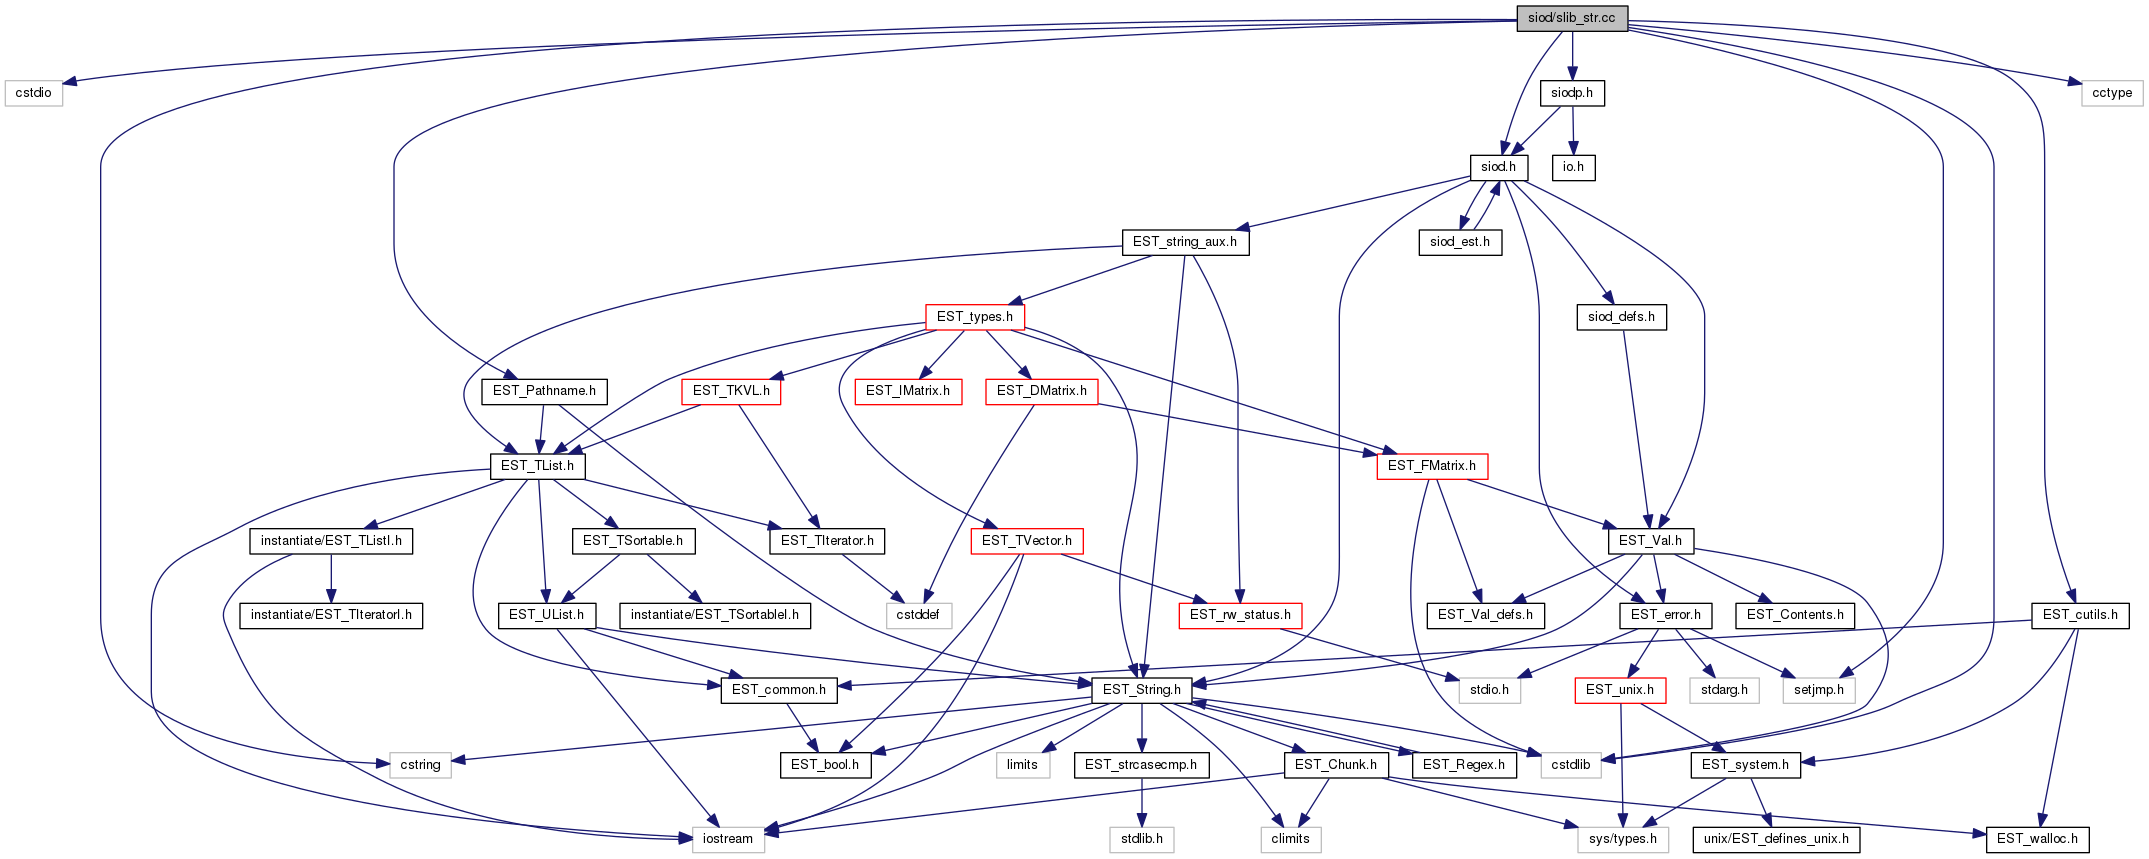 siod/slib_str.cc
cstdio
siodp.h
cctype
siod.h
io.h
EST_string_aux.h
siod_est.h
EST_types.h
siod_defs.h
EST_Pathname.h
EST_TKVL.h
EST_IMatrix.h
EST_DMatrix.h
EST_TList.h
EST_FMatrix.h
instantiate/EST_TListI.h
EST_TSortable.h
EST_TIterator.h
EST_TVector.h
EST_Val.h
instantiate/EST_TIteratorI.h
EST_UList.h
instantiate/EST_TSortableI.h
cstddef
EST_rw_status.h
EST_Val_defs.h
EST_error.h
EST_Contents.h
EST_cutils.h
EST_common.h
EST_String.h
stdio.h
EST_unix.h
stdarg.h
setjmp.h
cstring
EST_bool.h
limits
EST_strcasecmp.h
EST_Chunk.h
EST_Regex.h
cstdlib
EST_system.h
iostream
stdlib.h
climits
sys/types.h
unix/EST_defines_unix.h
EST_walloc.h